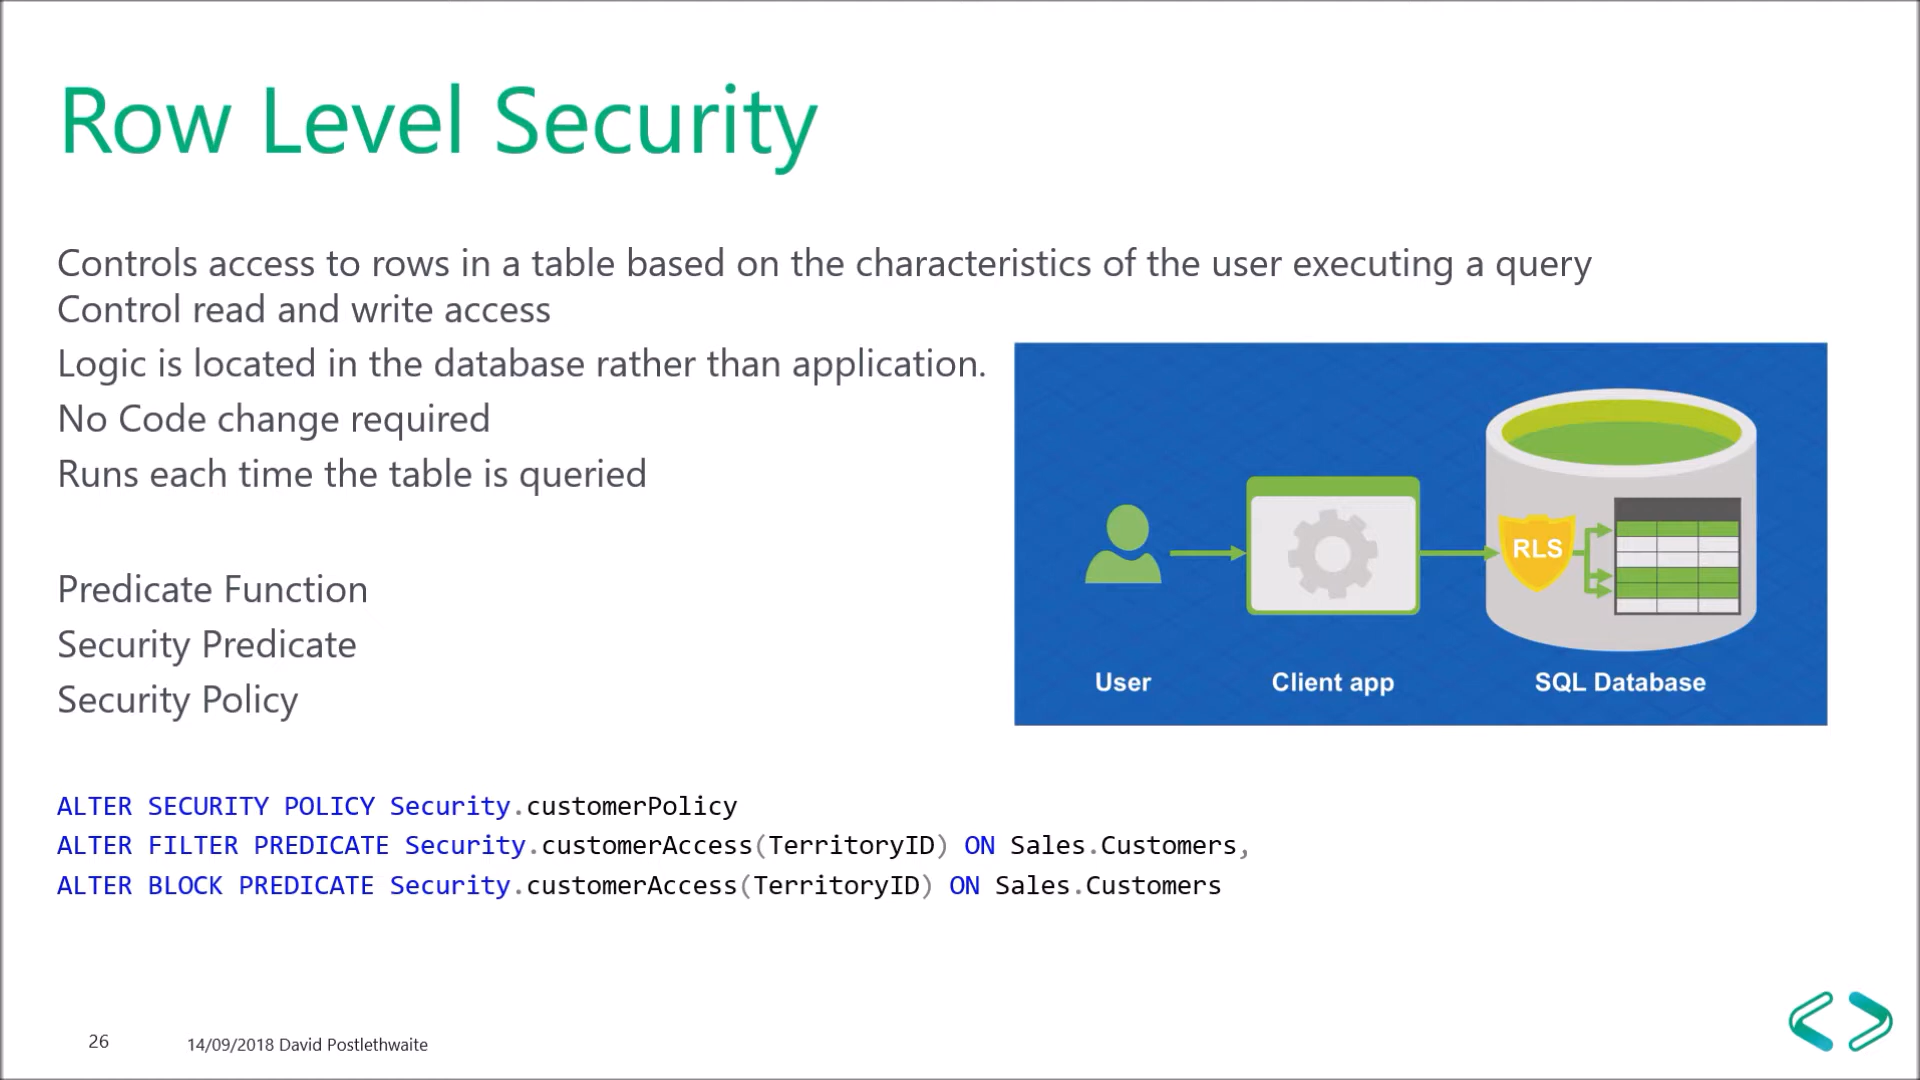 Row Level Security
Controls access to rows in a table based on the characteristics of the user executing a query
Control read and write access
Logic is located in the database rather than application.
No Code change required
Runs each time the table is queried
Predicate Function
Security Predicate
Security Policy
RLS
User
Client app
SQL Database
ALTER SECURITY POLICY Security.customerPolicy
ALTER FILTER PREDICATE Security.customerAccess(TerritoryID) ON Sales.Customers,
ALTER BLOCK PREDICATE Security.customerAccess(TerritoryID) ON Sales.Customers
26
14/09/2018 David Postlethwaite